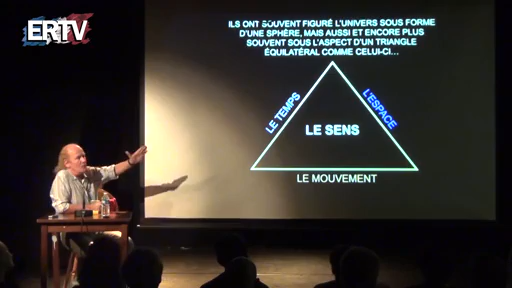 ERTV
ILS ONT SOUVENT FIGURÉ L'UNIVERS SOUS FORME
D'UNE SPHÈRE, MAIS AUSSI ET ENCORE PLUS
SOUVENT SOUS L'ASPECT D'UN TRIANGLE
ÉQUILATÉRAL COMME CELUI-CI...
LE TEMPS
L'ESPACE
LE SENS
LE MOUVEMENT